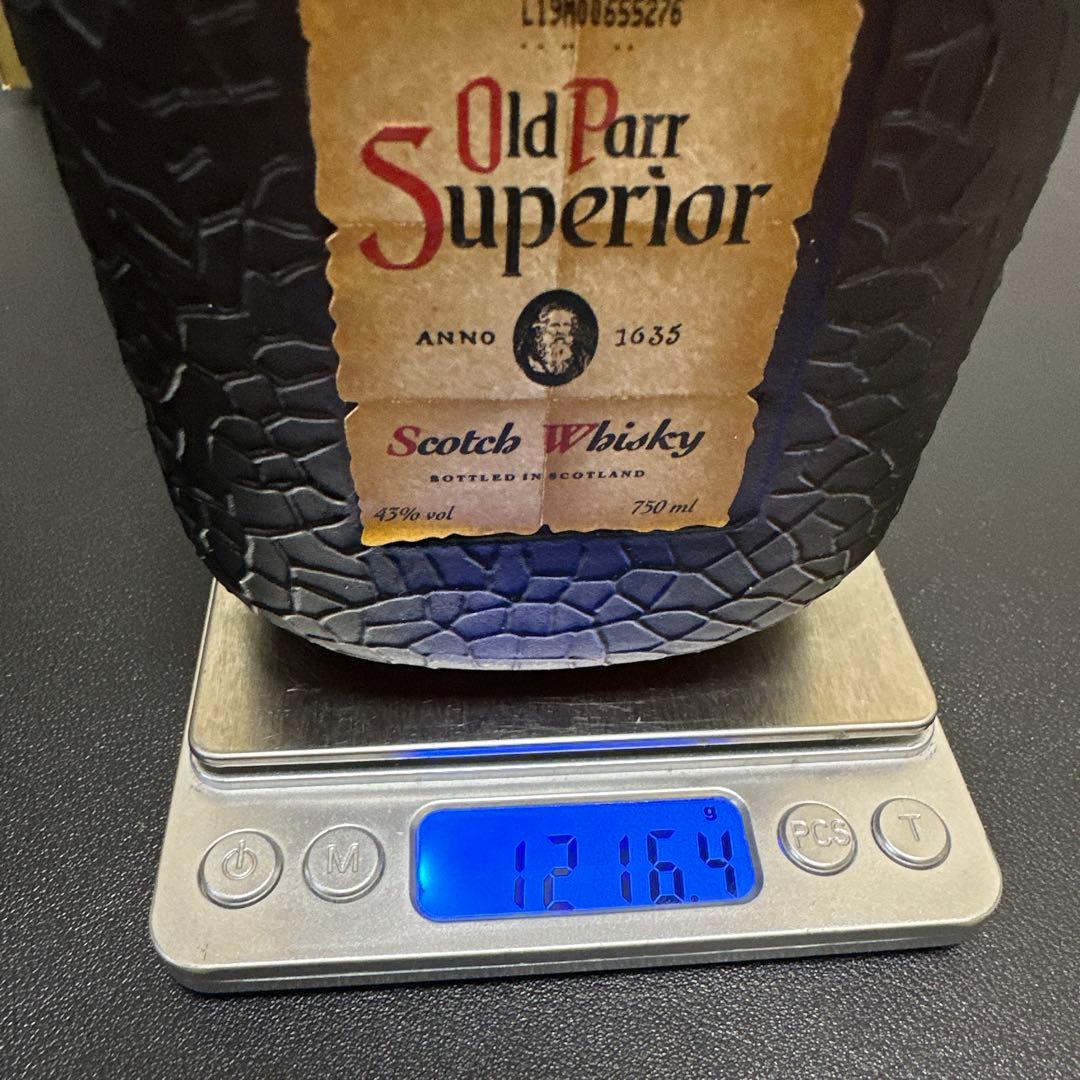 L19M00655276
Old Parr
Superior
ANNO 1635
Scotch Whisky
BOTTLED IN SCOTLAND
43% vol 750 ml
g
1216.4
M
PCS
T